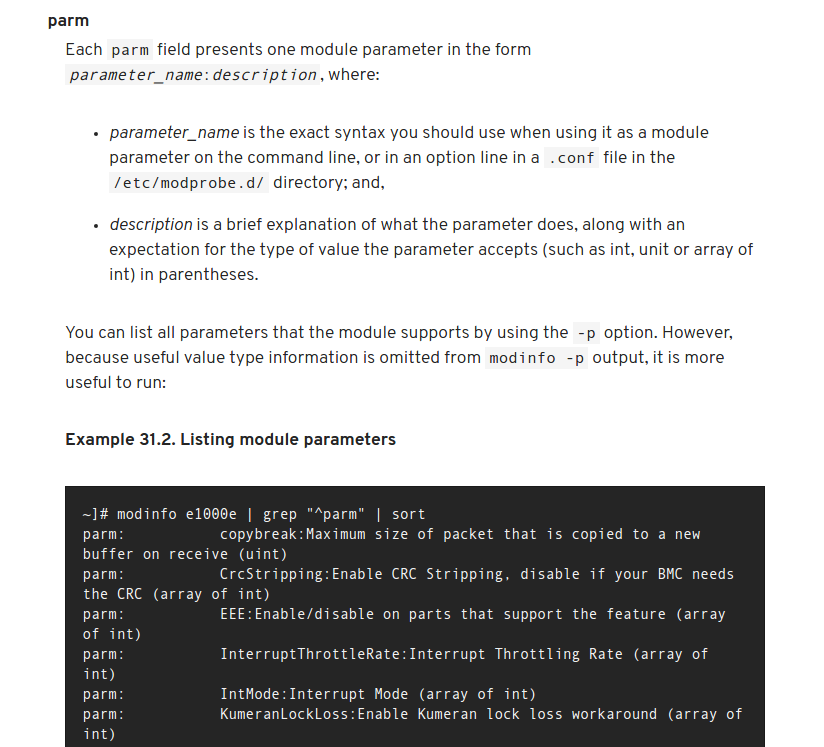 parm
Each parm field presents one module parameter in the form
parameter_name:description, where:
• parameter_name is the exact syntax you should use when using it as a module
parameter on the command line, or in an option line in a .conf file in the
/etc/modprobe.d/ directory; and,
• description is a brief explanation of what the parameter does, along with an
expectation for the type of value the parameter accepts (such as int, unit or array of
int) in parentheses.
You can list all parameters that the module supports by using the -p option. However,
because useful value type information is omitted from modinfo -p output, it is more
useful to run:
Example 31.2. Listing module parameters
~]# modinfo e1000e | grep "^parm" | sort
parm:           copybreak:Maximum size of packet that is copied to a new
buffer on receive (uint)
parm:           CrcStripping:Enable CRC Stripping, disable if your BMC needs
the CRC (array of int)
parm:           EEE:Enable/disable on parts that support the feature (array
of int)
parm:           InterruptThrottleRate:Interrupt Throttling Rate (array of
int)
parm:           IntMode:Interrupt Mode (array of int)
parm:           KumeranLockLoss:Enable Kumeran lock loss workaround (array of
int)